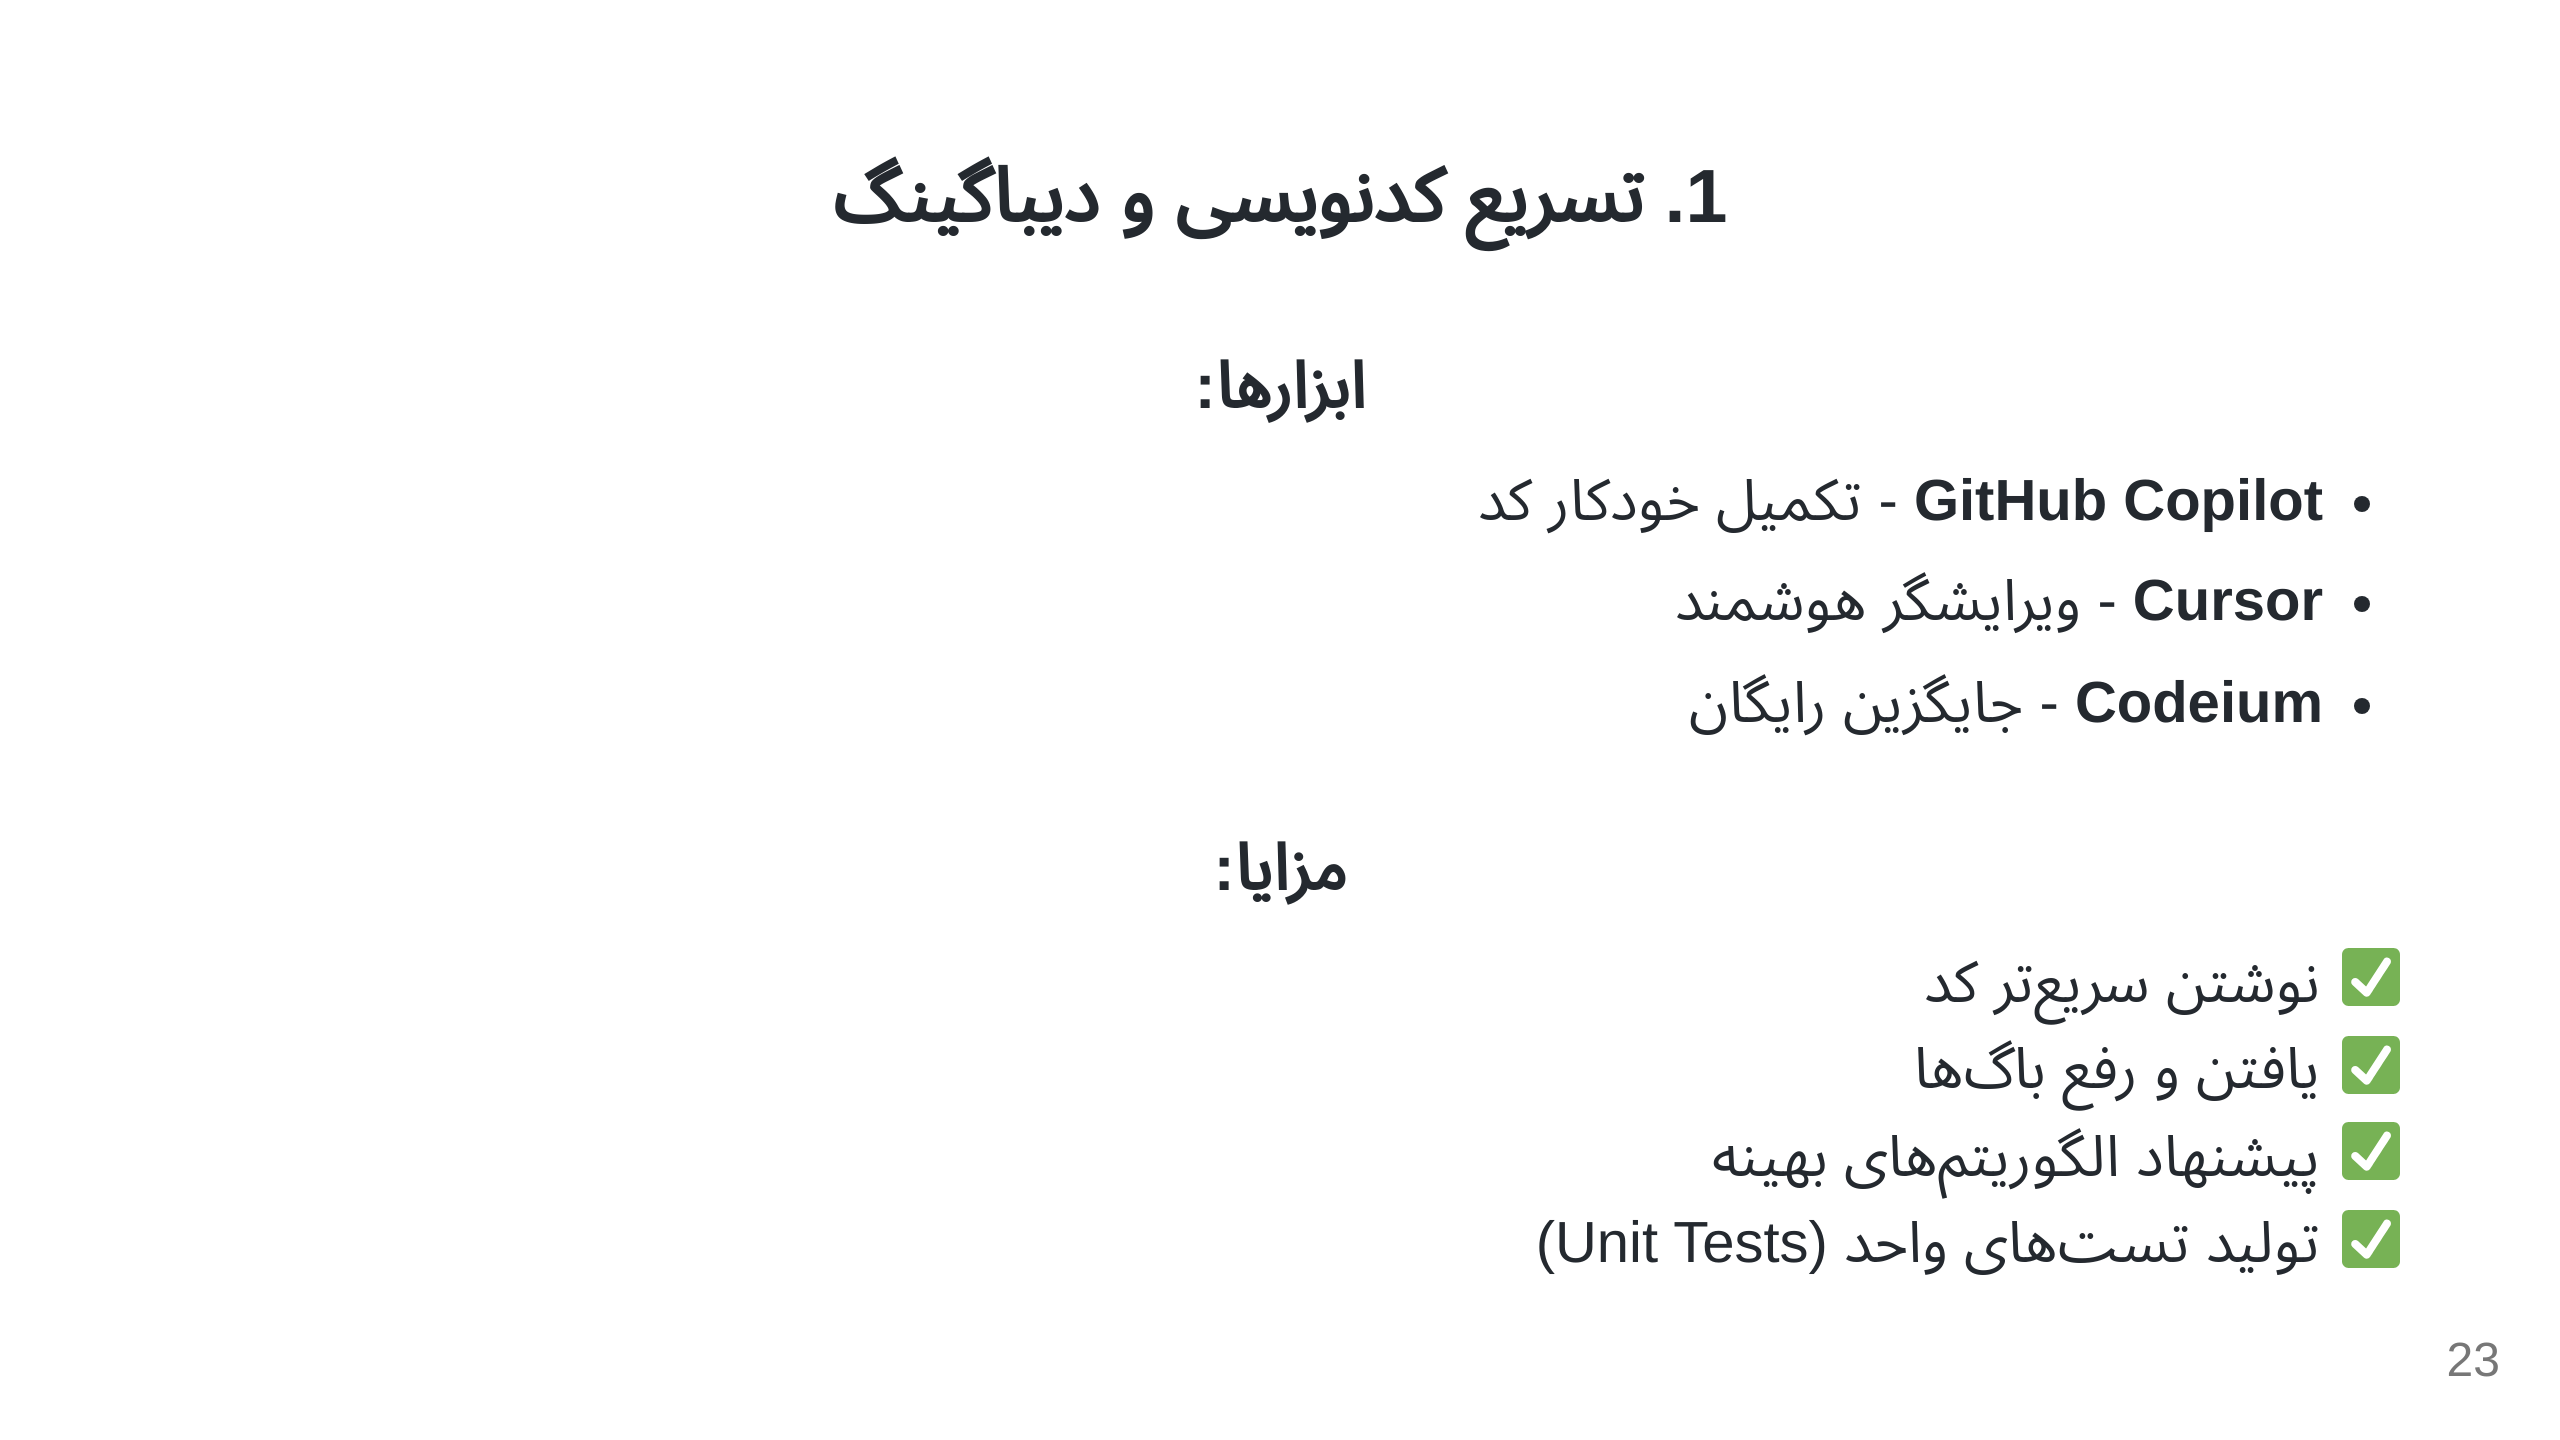 1. تسریع کدنویسی و دیباگینگ
ابزارها:
• GitHub Copilot - تکمیل خودکار کد
• Cursor - ویرایشگر هوشمند
• Codeium - جایگزین رایگان
مزایا:
✅ نوشتن سریع‌تر کد
✅ یافتن و رفع باگ‌ها
✅ پیشنهاد الگوریتم‌های بهینه
✅ تولید تست‌های واحد (Unit Tests)
23